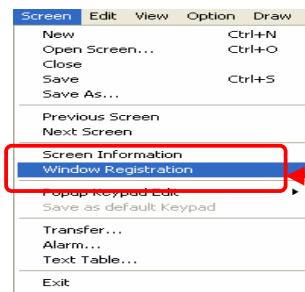 Screen Edit View Option Draw
New Ctrl+N
Open Screen... Ctrl+O
Close
Save Ctrl+S
Save As...
Previous Screen
Next Screen
Screen Information
Window Registration
Popup Keypad Edit
Save as default Keypad
Transfer...
Alarm...
Text Table...
Exit